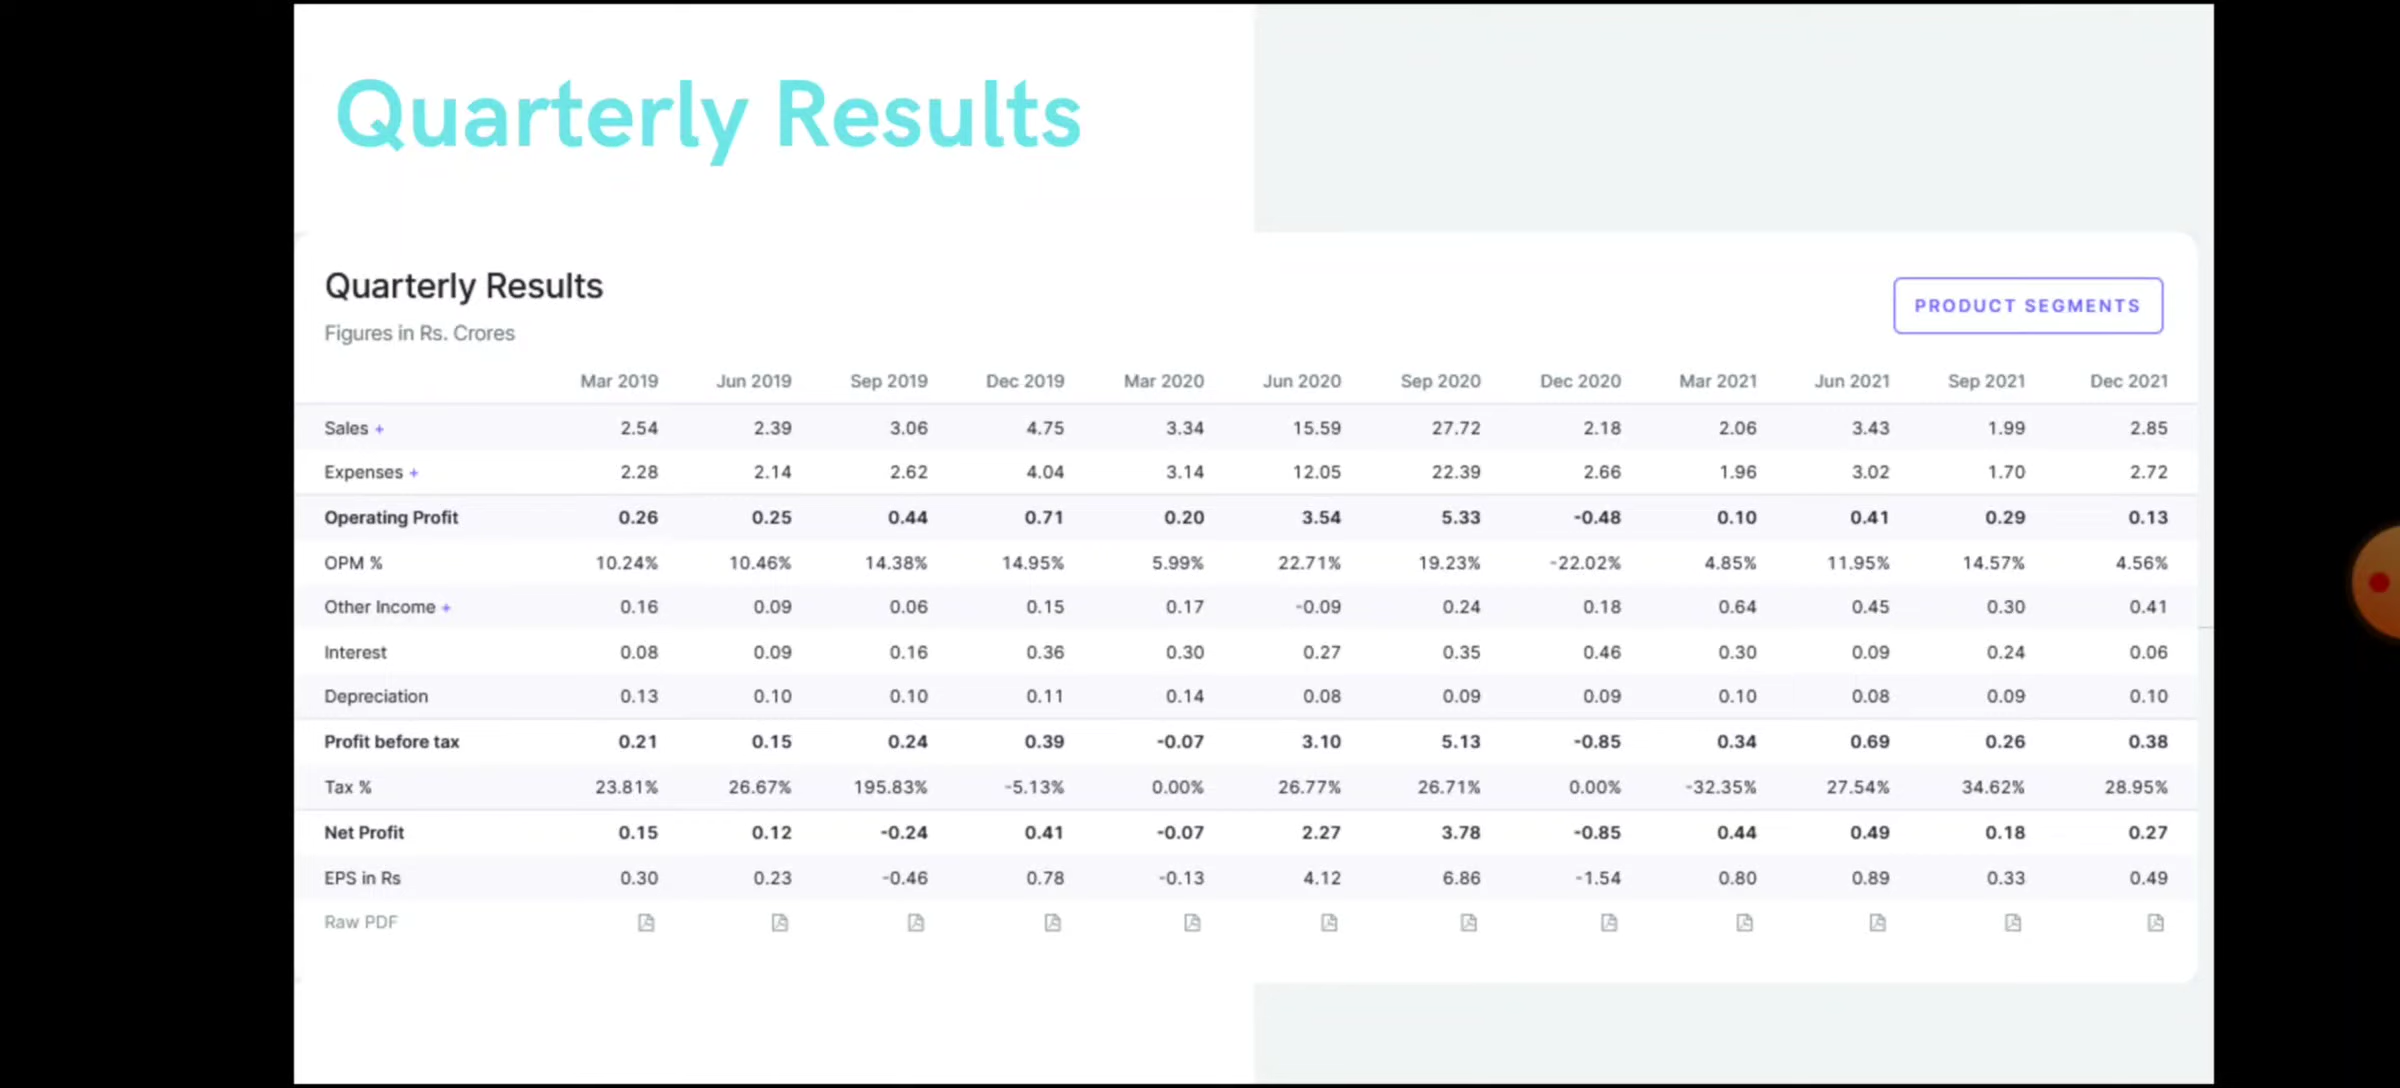 Quarterly Results
Quarterly Results
PRODUCT SEGMENTS
Figures in Rs. Crores
Mar 2019 Jun 2019 Sep 2019 Dec 2019 Mar 2020 Jun 2020 Sep 2020 Dec 2020 Mar 2021 Jun 2021 Sep 2021 Dec 2021
Sales + 2.54 2.39 3.06 4.75 3.34 15.59 27.72 2.18 2.06 3.43 1.99 2.85
Expenses + 2.28 2.14 2.62 4.04 3.14 12.05 22.39 2.66 1.96 3.02 1.70 2.72
Operating Profit 0.26 0.25 0.44 0.71 0.20 3.54 5.33 -0.48 0.10 0.41 0.29 0.13
OPM % 10.24% 10.46% 14.38% 14.95% 5.99% 22.71% 19.23% -22.02% 4.85% 11.95% 14.57% 4.56%
Other Income + 0.16 0.09 0.06 0.15 0.17 -0.09 0.24 0.18 0.64 0.45 0.30 0.41
Interest 0.08 0.09 0.16 0.36 0.30 0.27 0.35 0.46 0.30 0.09 0.24 0.06
Depreciation 0.13 0.10 0.10 0.11 0.14 0.08 0.09 0.09 0.10 0.08 0.09 0.10
Profit before tax 0.21 0.15 0.24 0.39 -0.07 3.10 5.13 -0.85 0.34 0.69 0.26 0.38
Tax % 23.81% 26.67% 195.83% -5.13% 0.00% 26.77% 26.71% 0.00% -32.35% 27.54% 34.62% 28.95%
Net Profit 0.15 0.12 -0.24 0.41 -0.07 2.27 3.78 -0.85 0.44 0.49 0.18 0.27
EPS in Rs 0.30 0.23 -0.46 0.78 -0.13 4.12 6.86 -1.54 0.80 0.89 0.33 0.49
Raw PDF